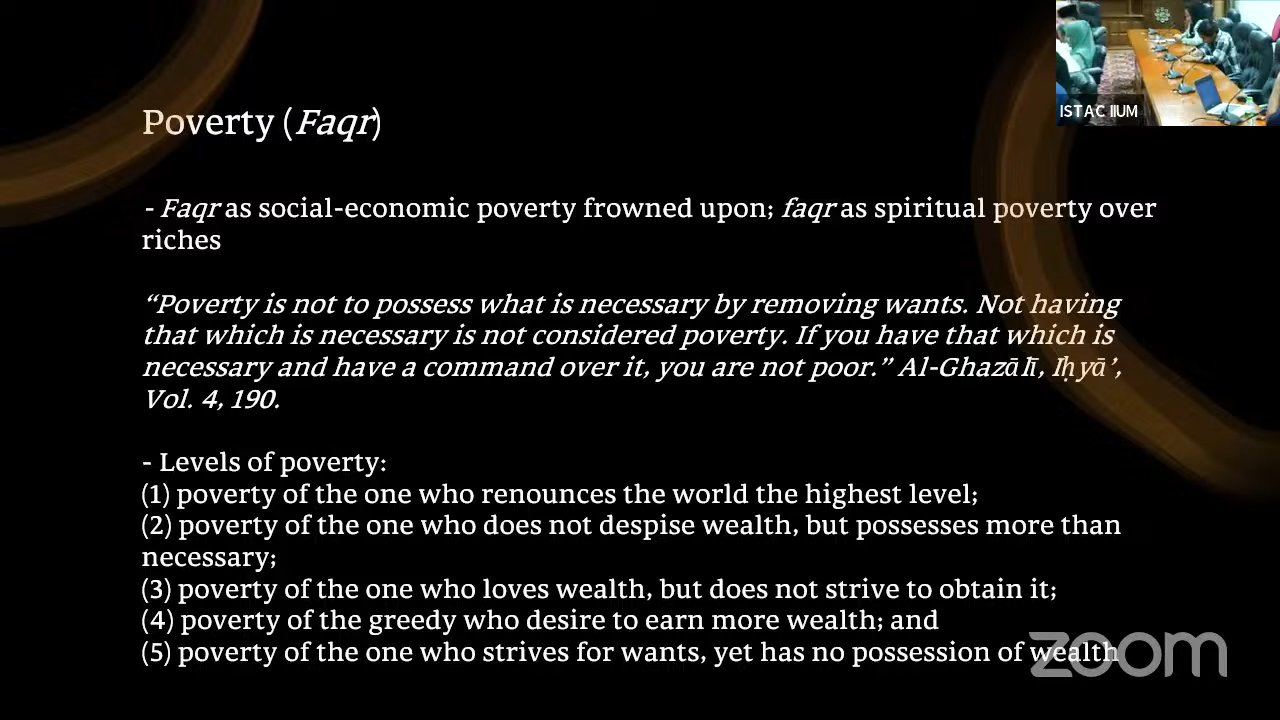 ISTAC IIUM
Poverty (Faqr)
- Faqr as social-economic poverty frowned upon; faqr as spiritual poverty over
riches
“Poverty is not to possess what is necessary by removing wants. Not having
that which is necessary is not considered poverty. If you have that which is
necessary and have a command over it, you are not poor.” Al-Ghazālī, Iḥyā’,
Vol. 4, 190.
- Levels of poverty:
(1) poverty of the one who renounces the world the highest level;
(2) poverty of the one who does not despise wealth, but possesses more than
necessary;
(3) poverty of the one who loves wealth, but does not strive to obtain it;
(4) poverty of the greedy who desire to earn more wealth; and
(5) poverty of the one who strives for wants, yet has no possession of wealth
zoom